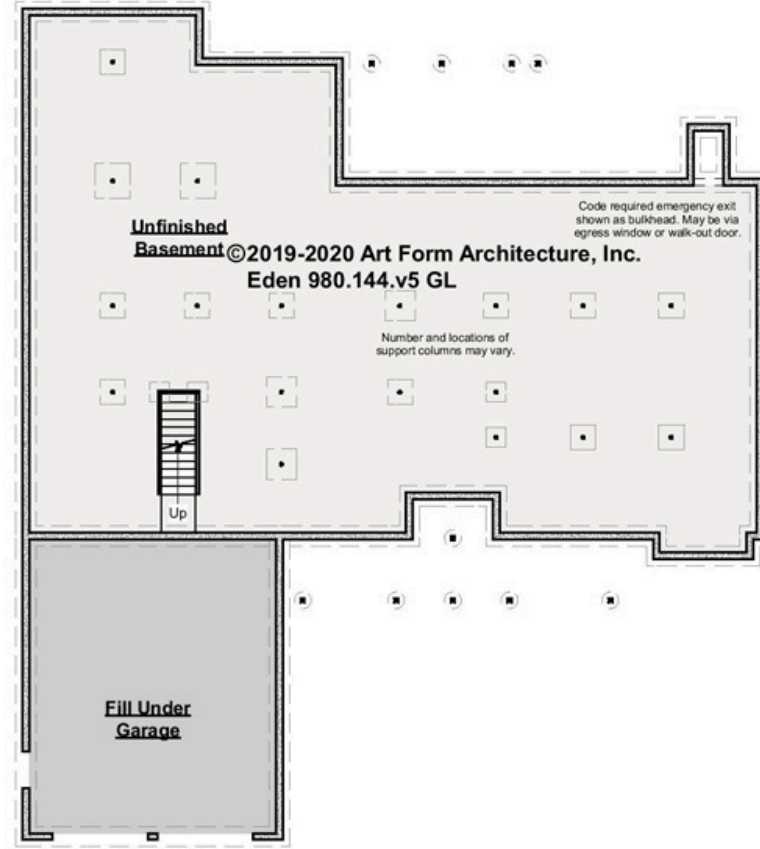 Unfinished
Basement
Code required emergency exit
shown as bulkhead. May be via
egress window or walk-out door.
©2019-2020 Art Form Architecture, Inc.
Eden 980.144.v5 GL
Number and locations of
support columns may vary.
Up
Fill Under
Garage